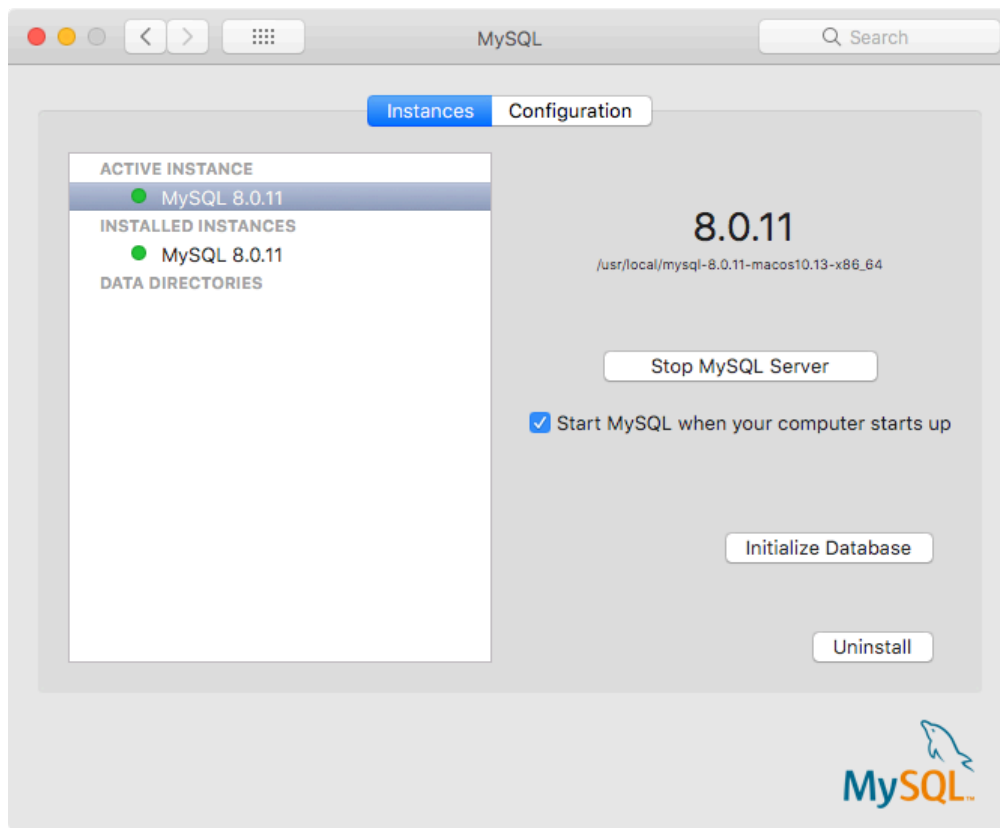 MySQL
Search
Instances Configuration
ACTIVE INSTANCE
MySQL 8.0.11
INSTALLED INSTANCES
MySQL 8.0.11
DATA DIRECTORIES
8.0.11
/usr/local/mysql-8.0.11-macos10.13-x86_64
Stop MySQL Server
Start MySQL when your computer starts up
Initialize Database
Uninstall
MySQL™